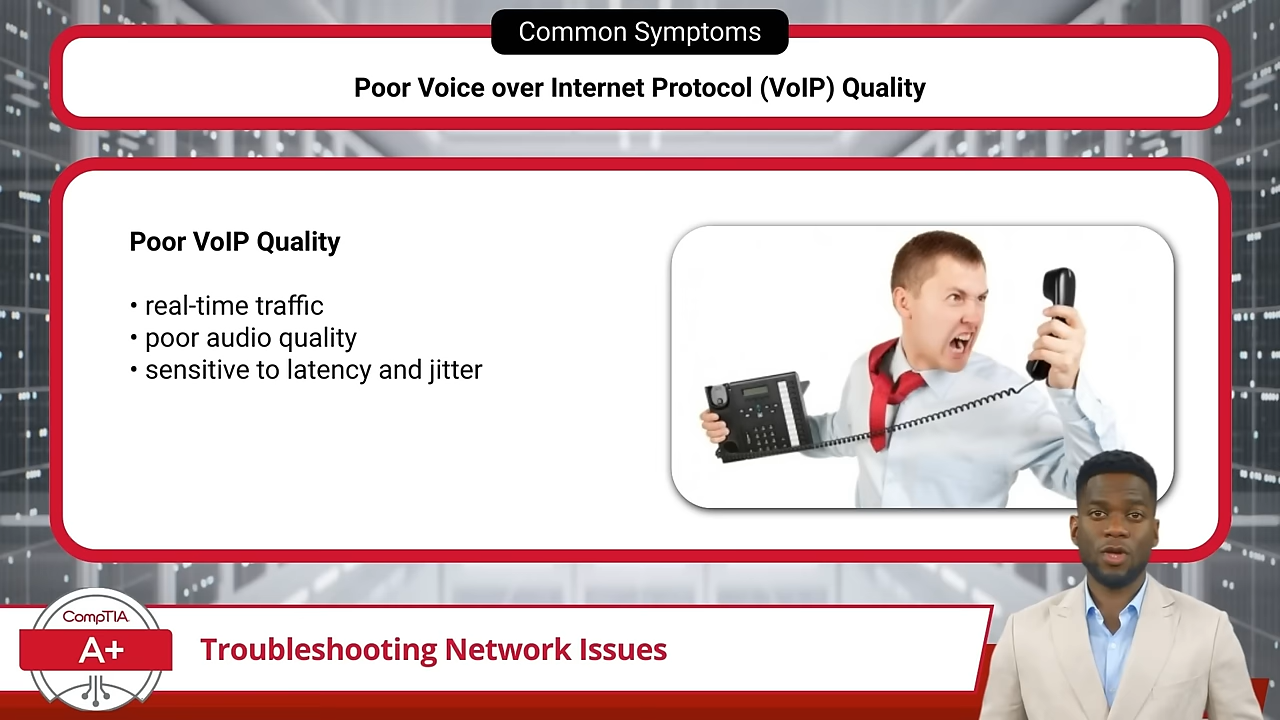 Common Symptoms
Poor Voice over Internet Protocol (VoIP) Quality
Poor VoIP Quality
• real-time traffic
• poor audio quality
• sensitive to latency and jitter
CompTIA
A+
Troubleshooting Network Issues